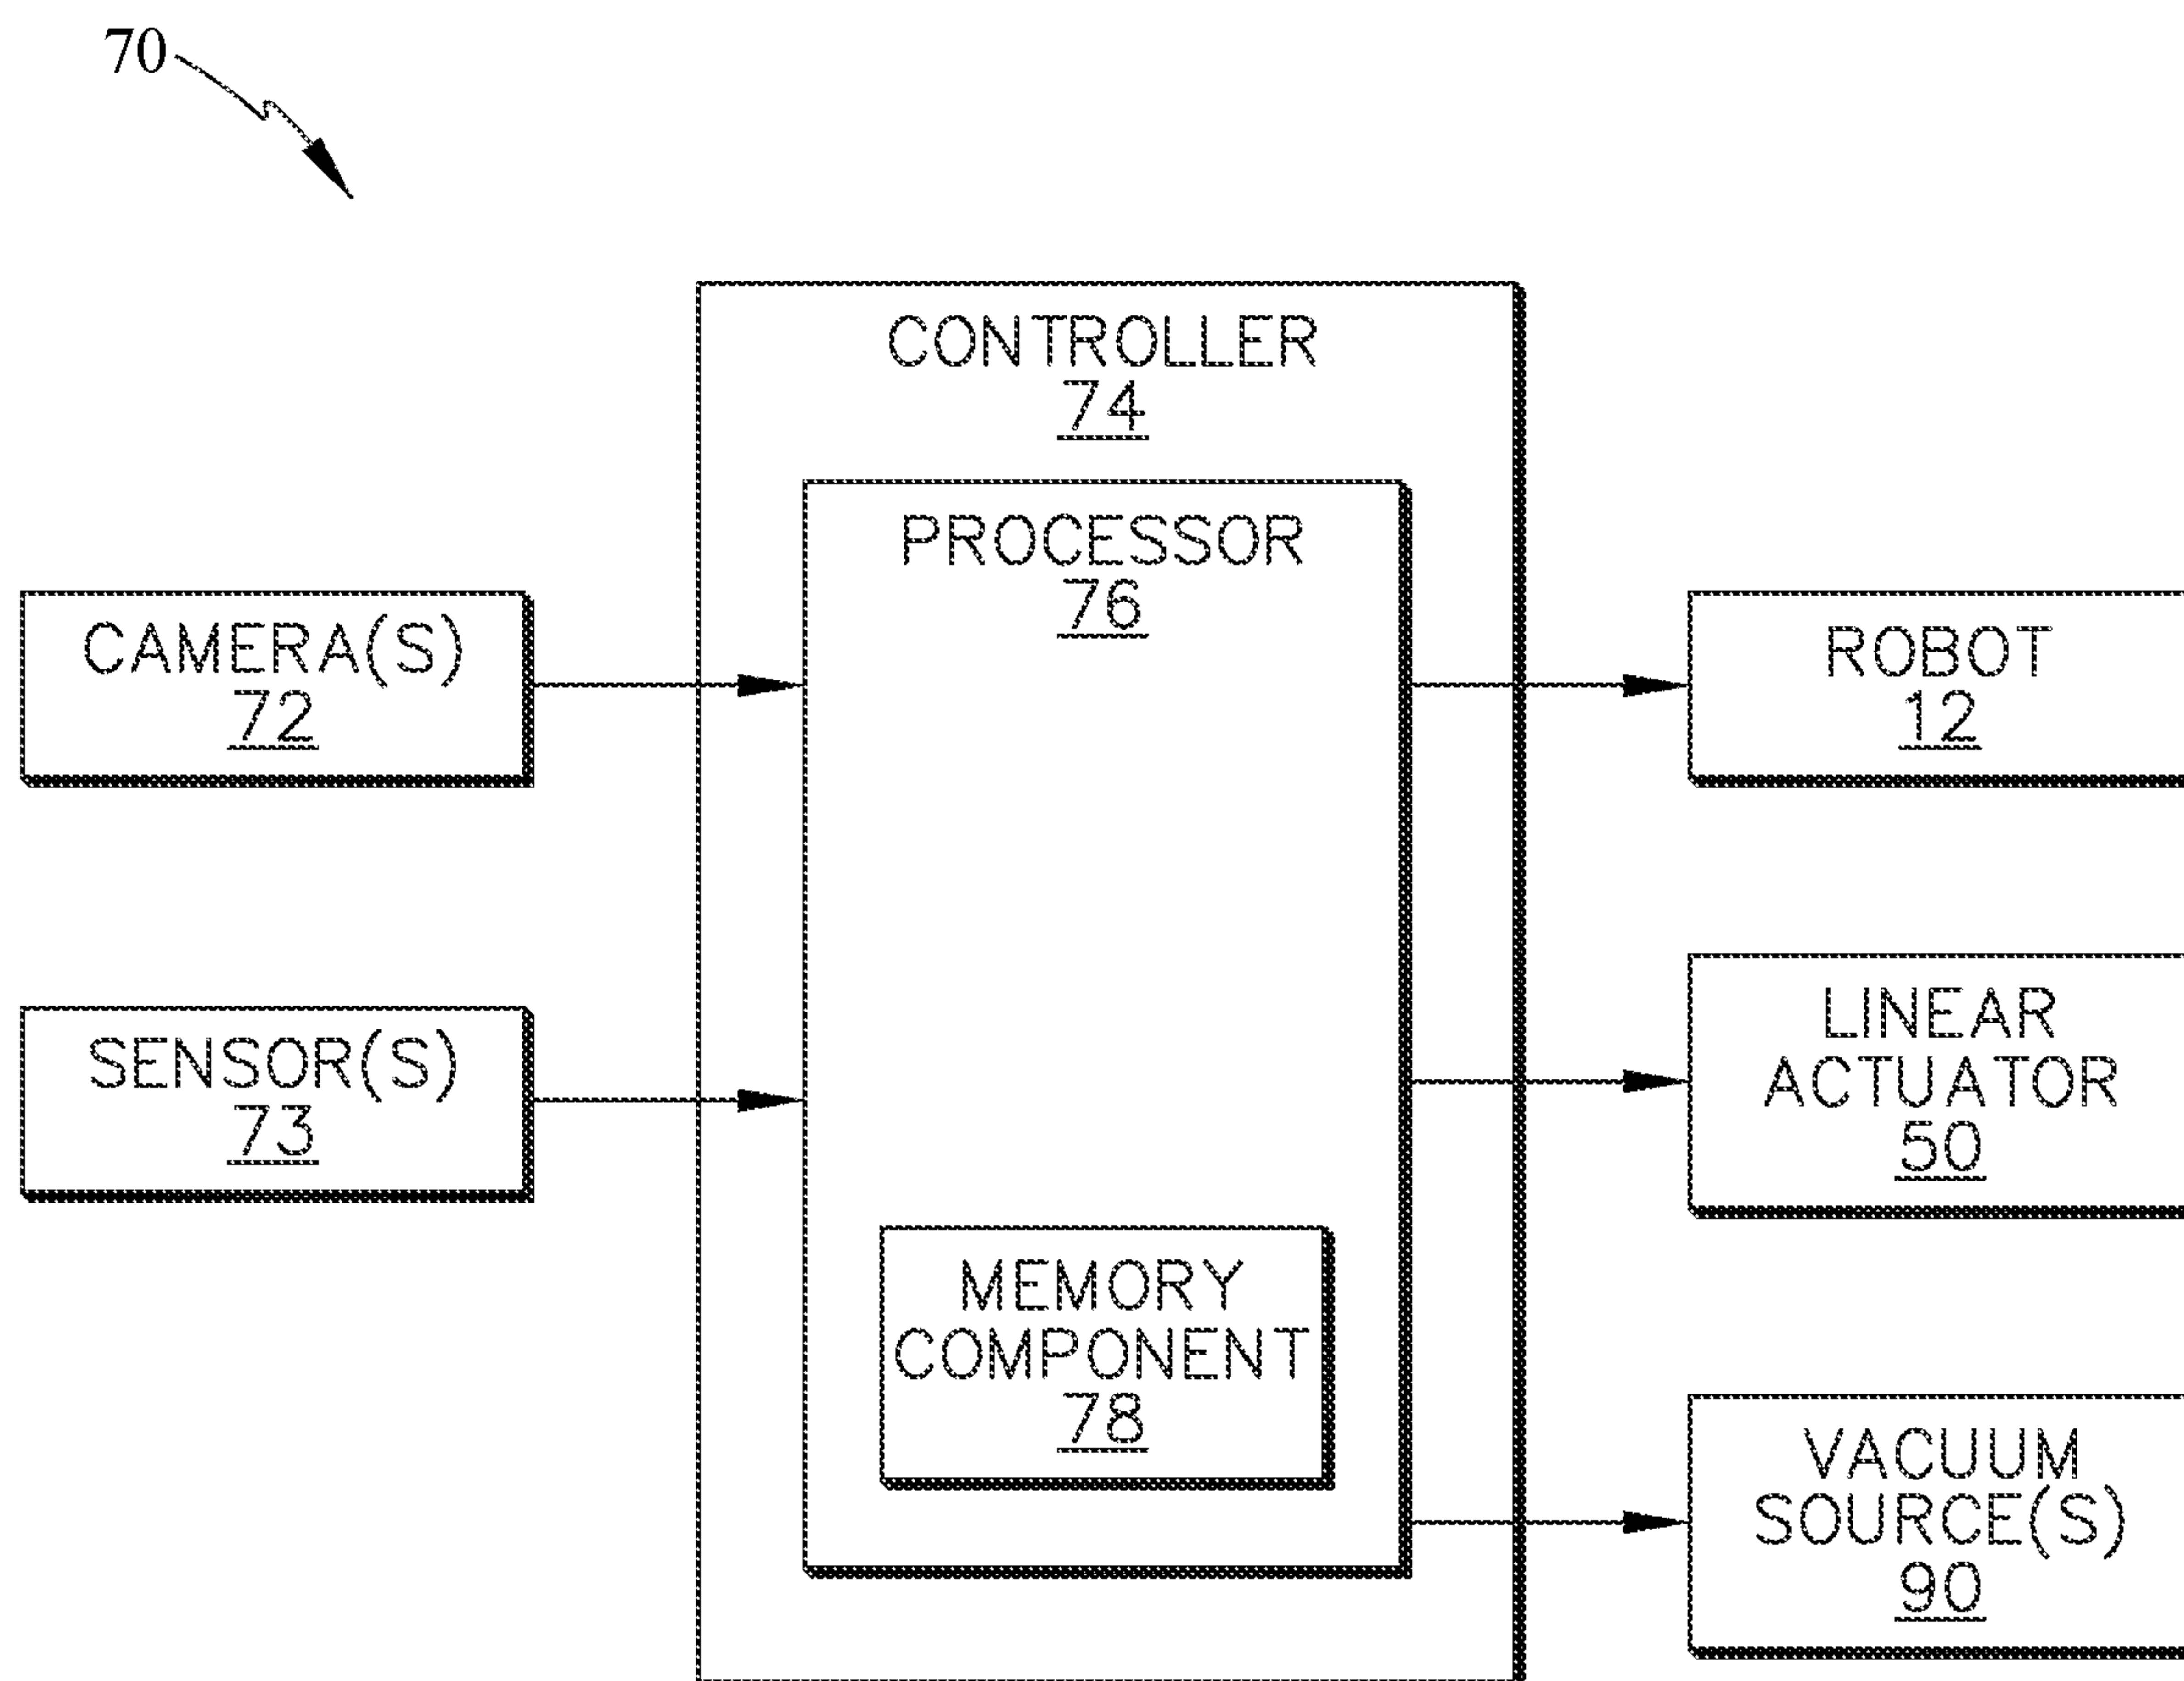 70
CONTROLLER
74
PROCESSOR
76
CAMERA(S)
72
ROBOT
12
SENSOR(S)
73
LINEAR
ACTUATOR
50
MEMORY
COMPONENT
78
VACUUM
SOURCE(S)
90